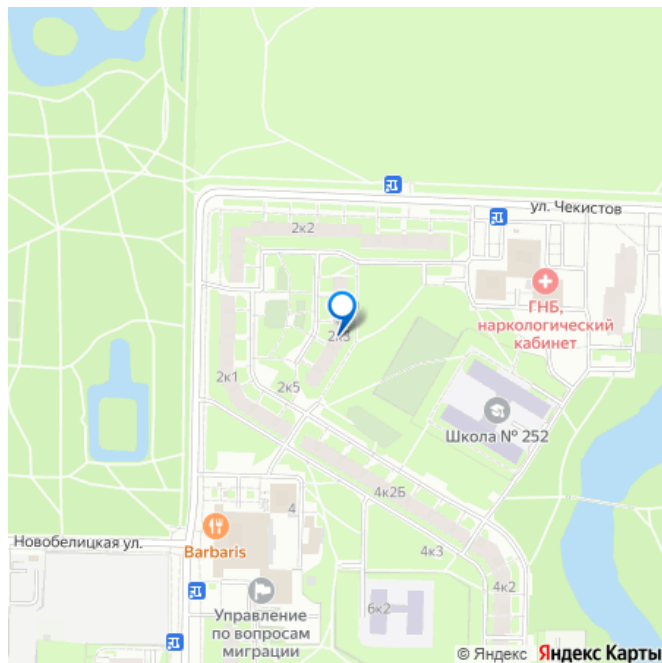 ул. Чекистов
2к2
ГНБ,
наркологический
кабинет
2к3
2к1
2к5
Школа № 252
4к2Б
4
Новобелицкая ул.
Barbaris
4к3
4к2
Управление
по вопросам
миграции
6к2
© Яндекс Яндекс Карты